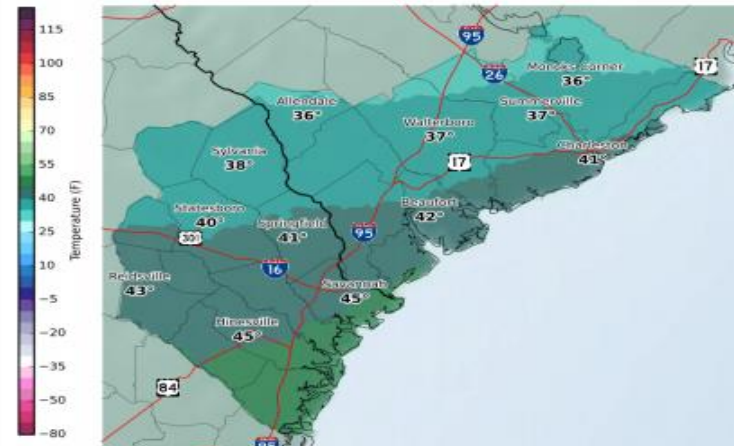 115
100
85
70
55
40
25
10
−5
−20
−35
−50
−65
−80
Temperature (F)
95
17
26
Moncks Corner
36°
Allendale
36°
Summerville
37°
Walterboro
37°
Charleston
41°
17
Sylvania
38°
Beaufort
42°
Statesboro
40°
Springfield
41°
301
95
16
Reidsville
43°
Savannah
45°
Hinesville
45°
84
95